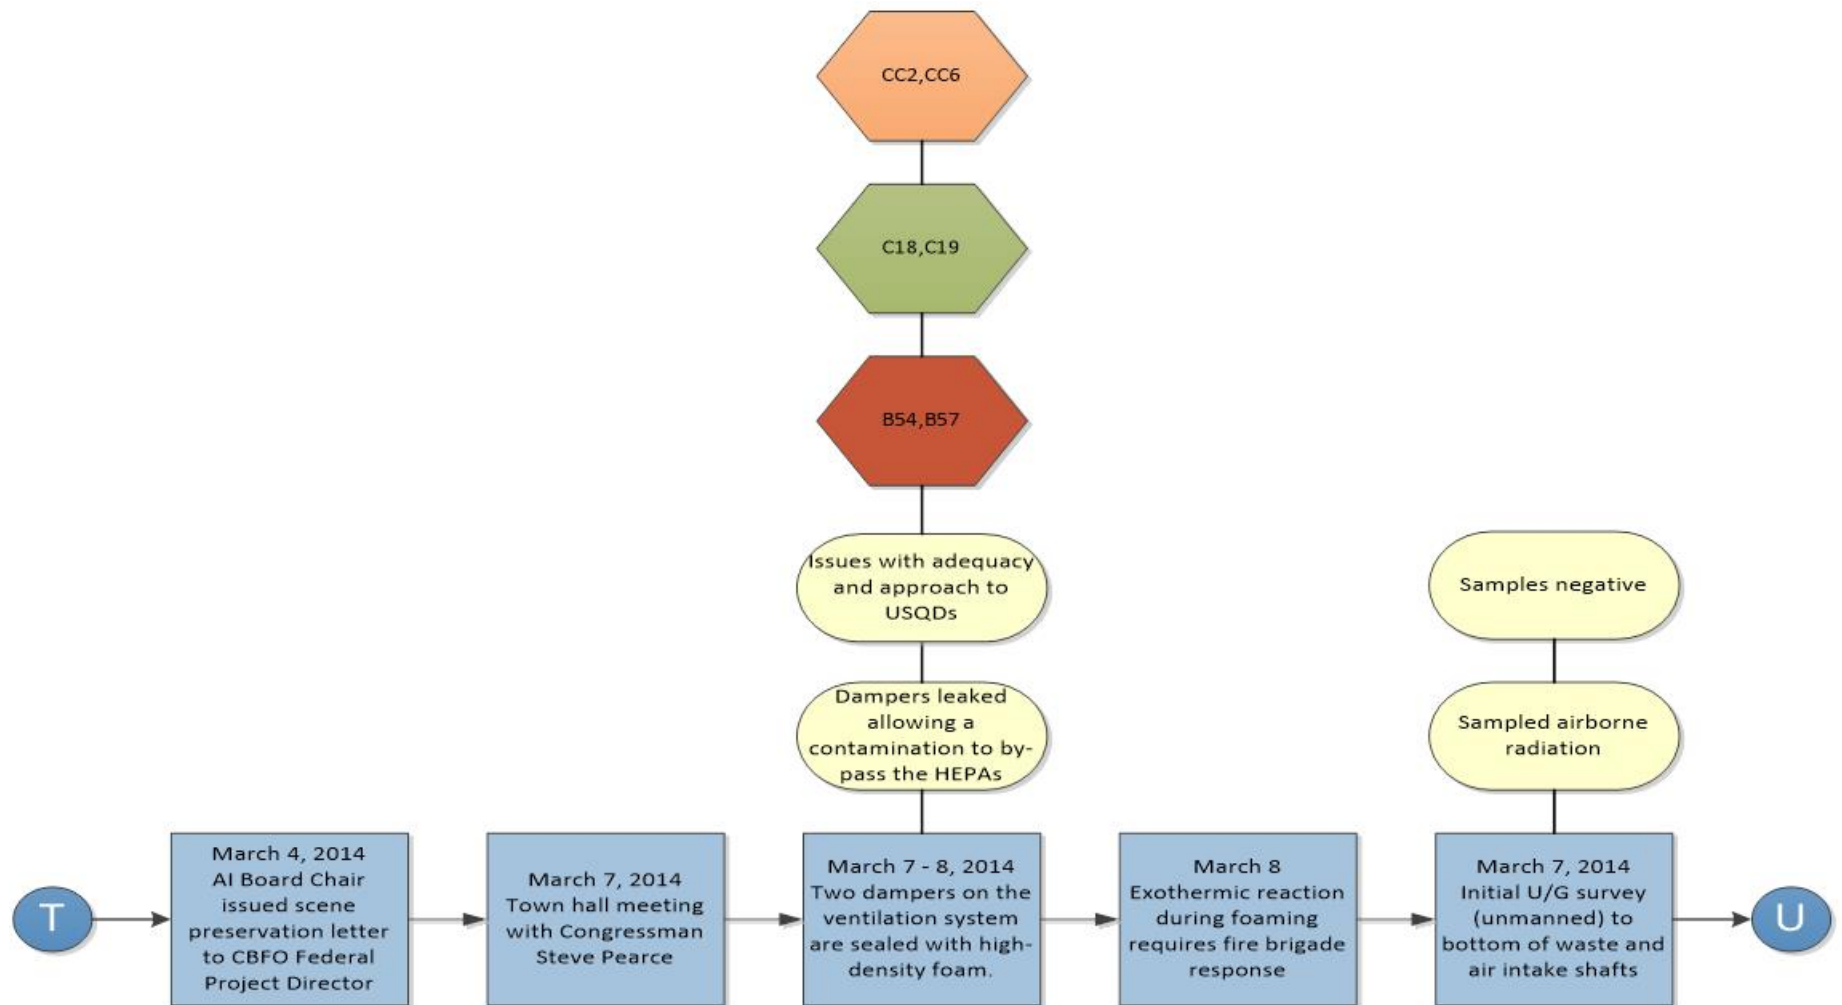 CC2,CC6
C18,C19
B54,B57
Issues with adequacy
and approach to
USQDs
Dampers leaked
allowing a
contamination to by-
pass the HEPAs
Samples negative
Sampled airborne
radiation
T
March 4, 2014
AI Board Chair
issued scene
preservation letter
to CBFO Federal
Project Director
March 7, 2014
Town hall meeting
with Congressman
Steve Pearce
March 7 - 8, 2014
Two dampers on the
ventilation system
are sealed with high-
density foam.
March 8
Exothermic reaction
during foaming
requires fire brigade
response
March 7, 2014
Initial U/G survey
(unmanned) to
bottom of waste and
air intake shafts
U